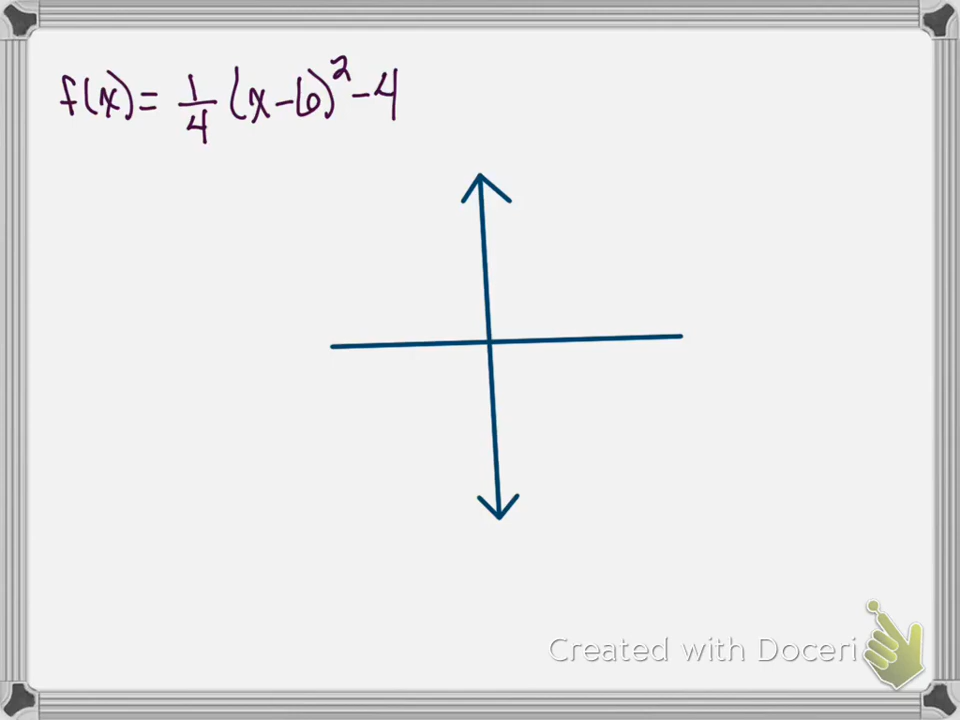 f(x) = 1/4 (x-6)² - 4
Created with Doceri